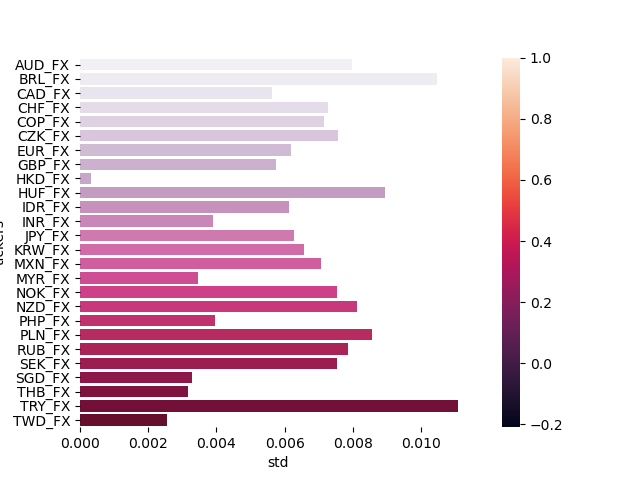 AUD_FX
BRL_FX
CAD_FX
CHF_FX
COP_FX
CZK_FX
EUR_FX
GBP_FX
HKD_FX
HUF_FX
IDR_FX
INR_FX
JPY_FX
KRW_FX
MXN_FX
MYR_FX
NOK_FX
NZD_FX
PHP_FX
PLN_FX
RUB_FX
SEK_FX
SGD_FX
THB_FX
TRY_FX
TWD_FX
0.000 0.002 0.004 0.006 0.008 0.010
std
1.0
0.8
0.6
0.4
0.2
0.0
−0.2